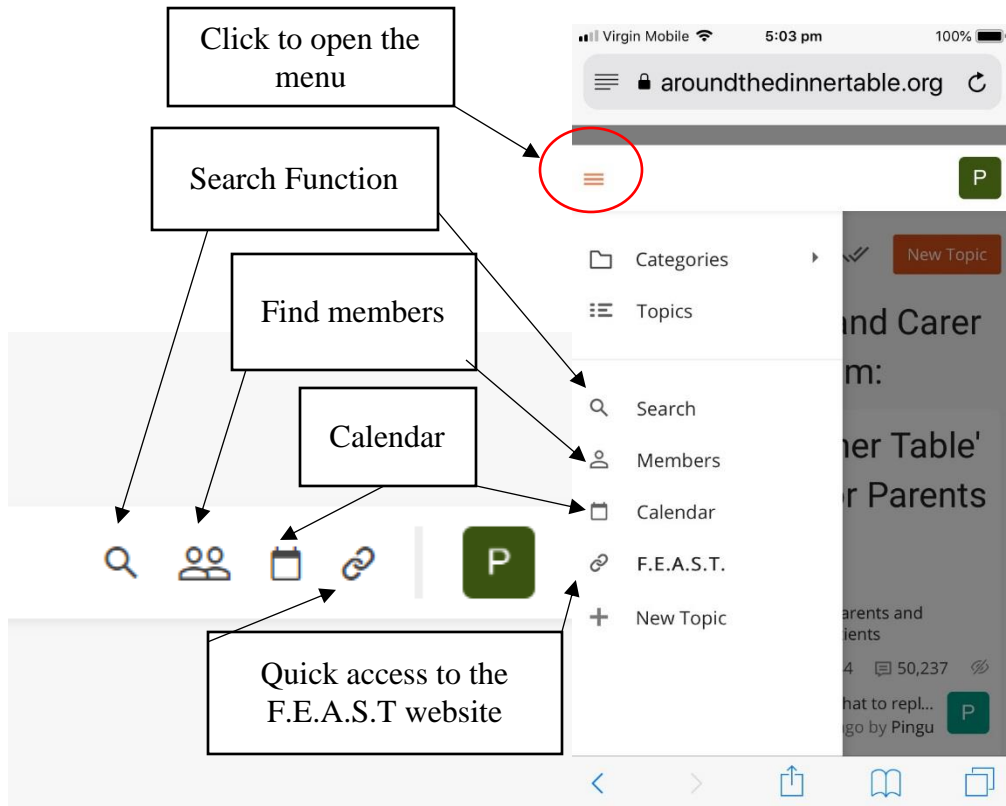 Click to open the
menu
Search Function
Find members
Calendar
Quick access to the
F.E.A.S.T website
P
Virgin Mobile 5:03 pm 100%
aroundthedinnertable.org
P
Categories
Topics
Search
Members
Calendar
F.E.A.S.T.
New Topic
New Topic
and Carer
m:
ner Table'
r Parents
arents and
ients
4 50,237
hat to repl...
go by Pingu
P